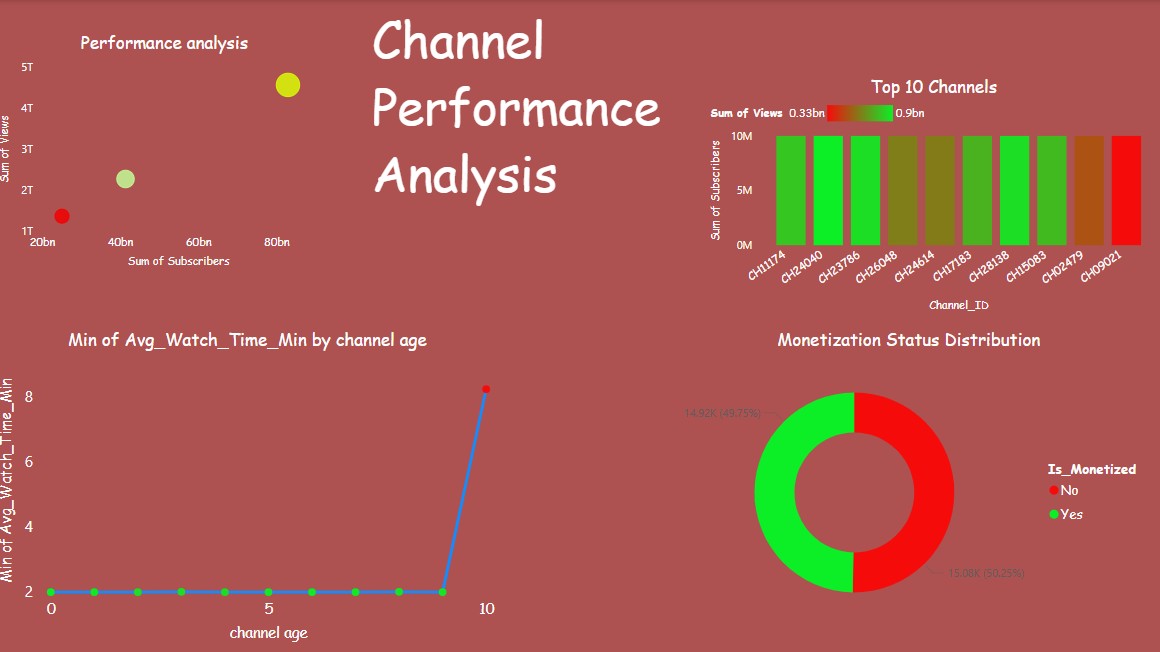 Channel
Performance
Analysis
Performance analysis
5T
4T
3T
2T
1T
Sum of Views
20bn 40bn 60bn 80bn
Sum of Subscribers
Top 10 Channels
Sum of Views 0.33bn 0.9bn
10M
5M
0M
Sum of Subscribers
CH11174 CH24040 CH23786 CH26048 CH24614 CH17183 CH28138 CH15083 CH02479 CH09021
Channel_ID
Min of Avg_Watch_Time_Min by channel age
8
6
4
2
Min of Avg_Watch_Time_Min
0 5 10
channel age
Monetization Status Distribution
14.92K (49.75%)
15.08K (50.25%)
Is_Monetized
No
Yes